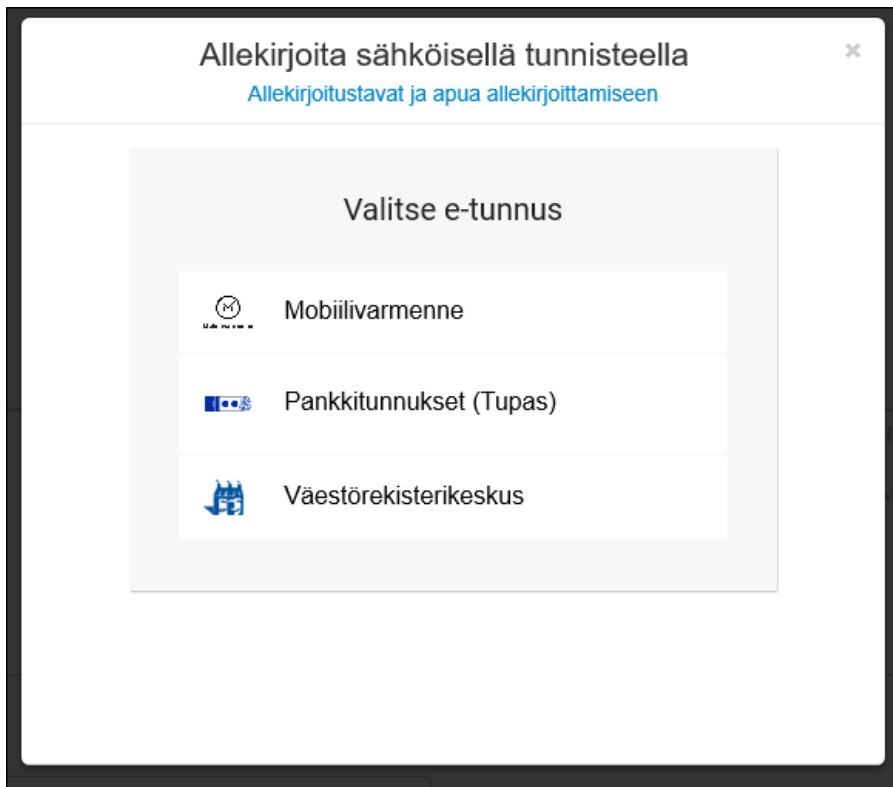 Allekirjoita sähköisellä tunnisteella
×
Allekirjoitustavat ja apua allekirjoittamiseen
Valitse e-tunnus
Mobiilivarmenne
Pankkitunnukset (Tupas)
Väestörekisterikeskus